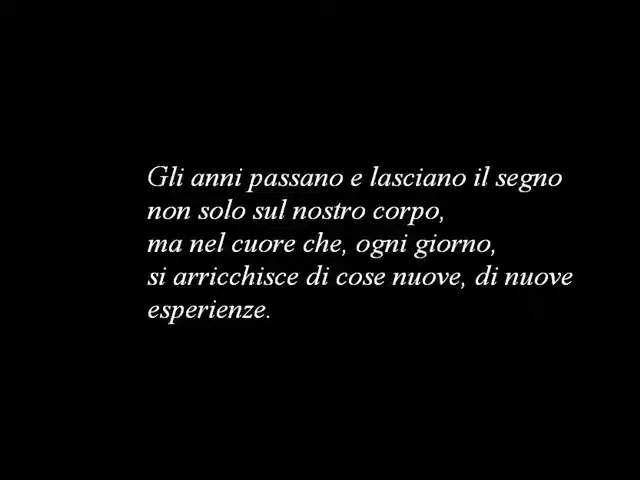 Gli anni passano e lasciano il segno
non solo sul nostro corpo,
ma nel cuore che, ogni giorno,
si arricchisce di cose nuove, di nuove
esperienze.